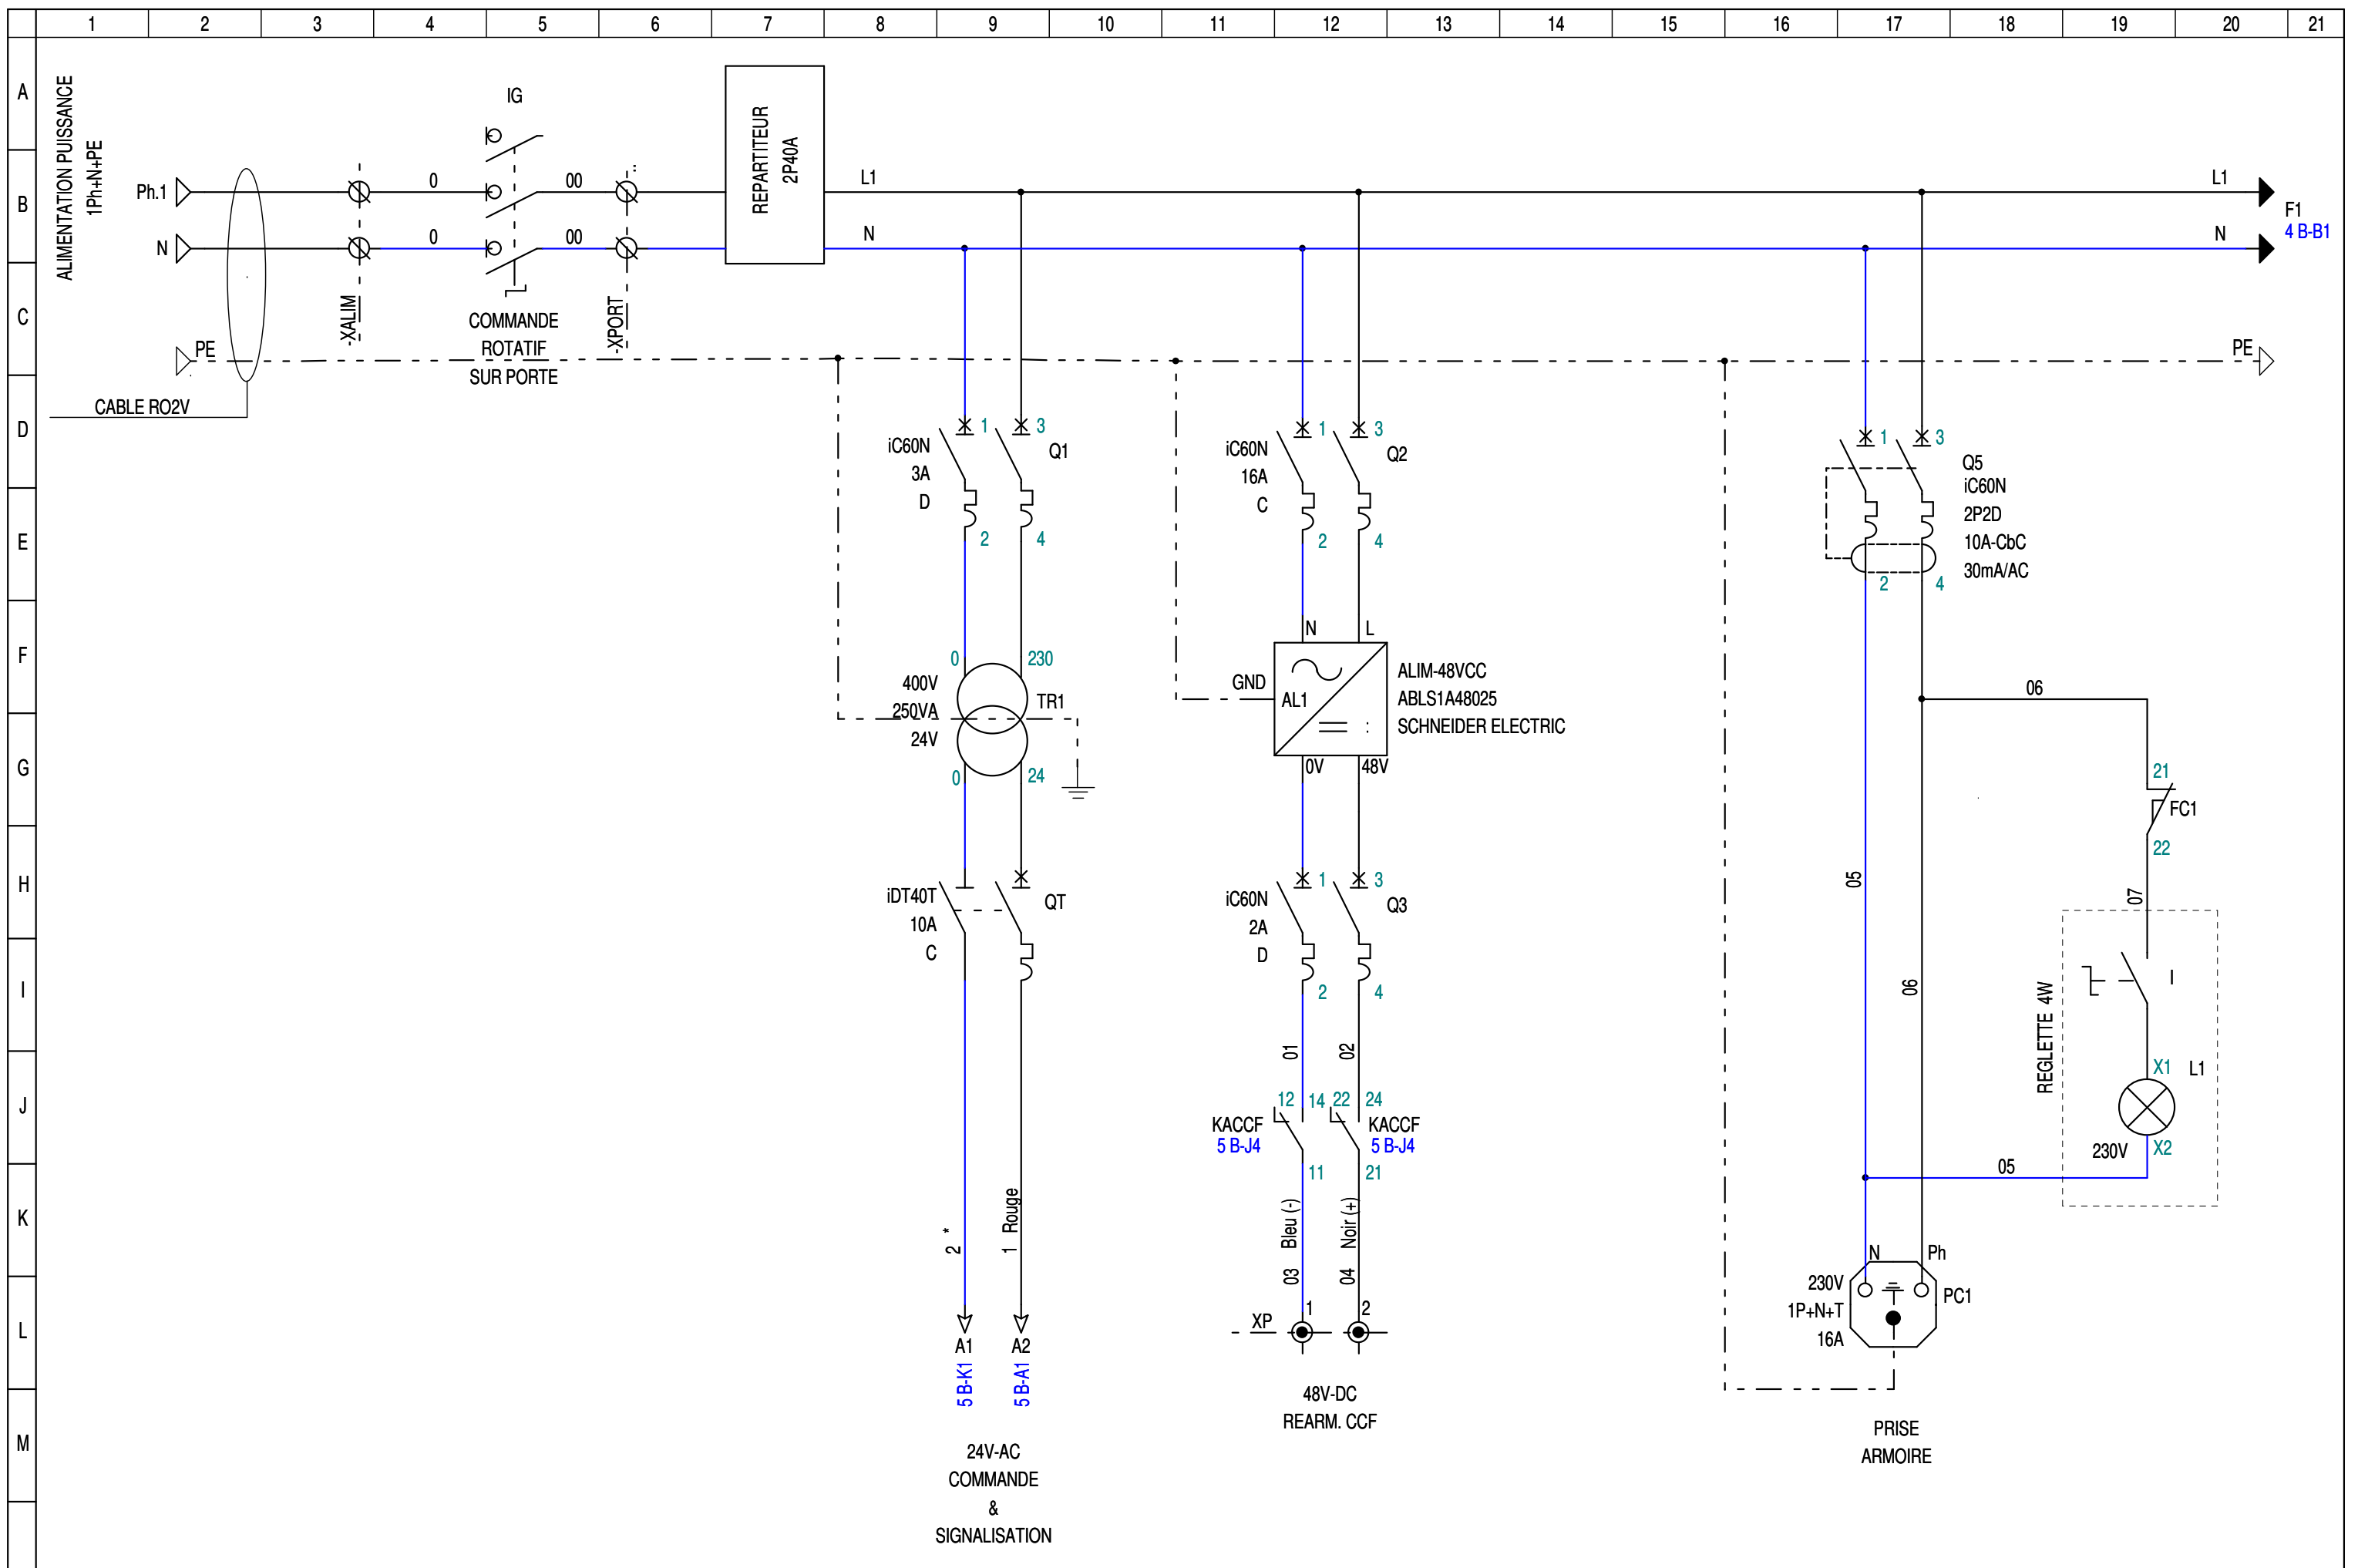 1 2 3 4 5 6 7 8 9 10 11 12 13 14 15 16 17 18 19 20 21
A
B
C
D
E
F
G
H
I
J
K
L
M
ALIMENTATION PUISSANCE
1Ph+N+PE
Ph.1
N
PE
CABLE RO2V
-XALIM
0
0
IG
00
00
COMMANDE
ROTATIF
SUR PORTE
-XPORT
REPARTITEUR
2P40A
L1
N
L1
N
PE
F1
4 B-B1
iC60N
3A
D
1
3
Q1
2
4
0
230
400V
250VA
24V
TR1
0
24
iDT40T
10A
C
QT
2 *
1 Rouge
A1
A2
5 B-K1
5 B-A1
24V-AC
COMMANDE
&
SIGNALISATION
iC60N
16A
C
1
3
Q2
2
4
N
L
GND
AL1
ALIM-48VCC
ABLS1A48025
SCHNEIDER ELECTRIC
0V
48V
iC60N
2A
D
1
3
Q3
2
4
01
02
12
14
22
24
KACCF
5 B-J4
KACCF
5 B-J4
11
21
Bleu (-)
Noir (+)
03
04
XP
1
2
48V-DC
REARM. CCF
1
3
Q5
iC60N
2P2D
10A-CbC
30mA/AC
2
4
06
21
FC1
22
05
07
06
REGLETTE 4W
I
X1
L1
230V
X2
05
N
Ph
230V
1P+N+T
16A
PC1
PRISE
ARMOIRE